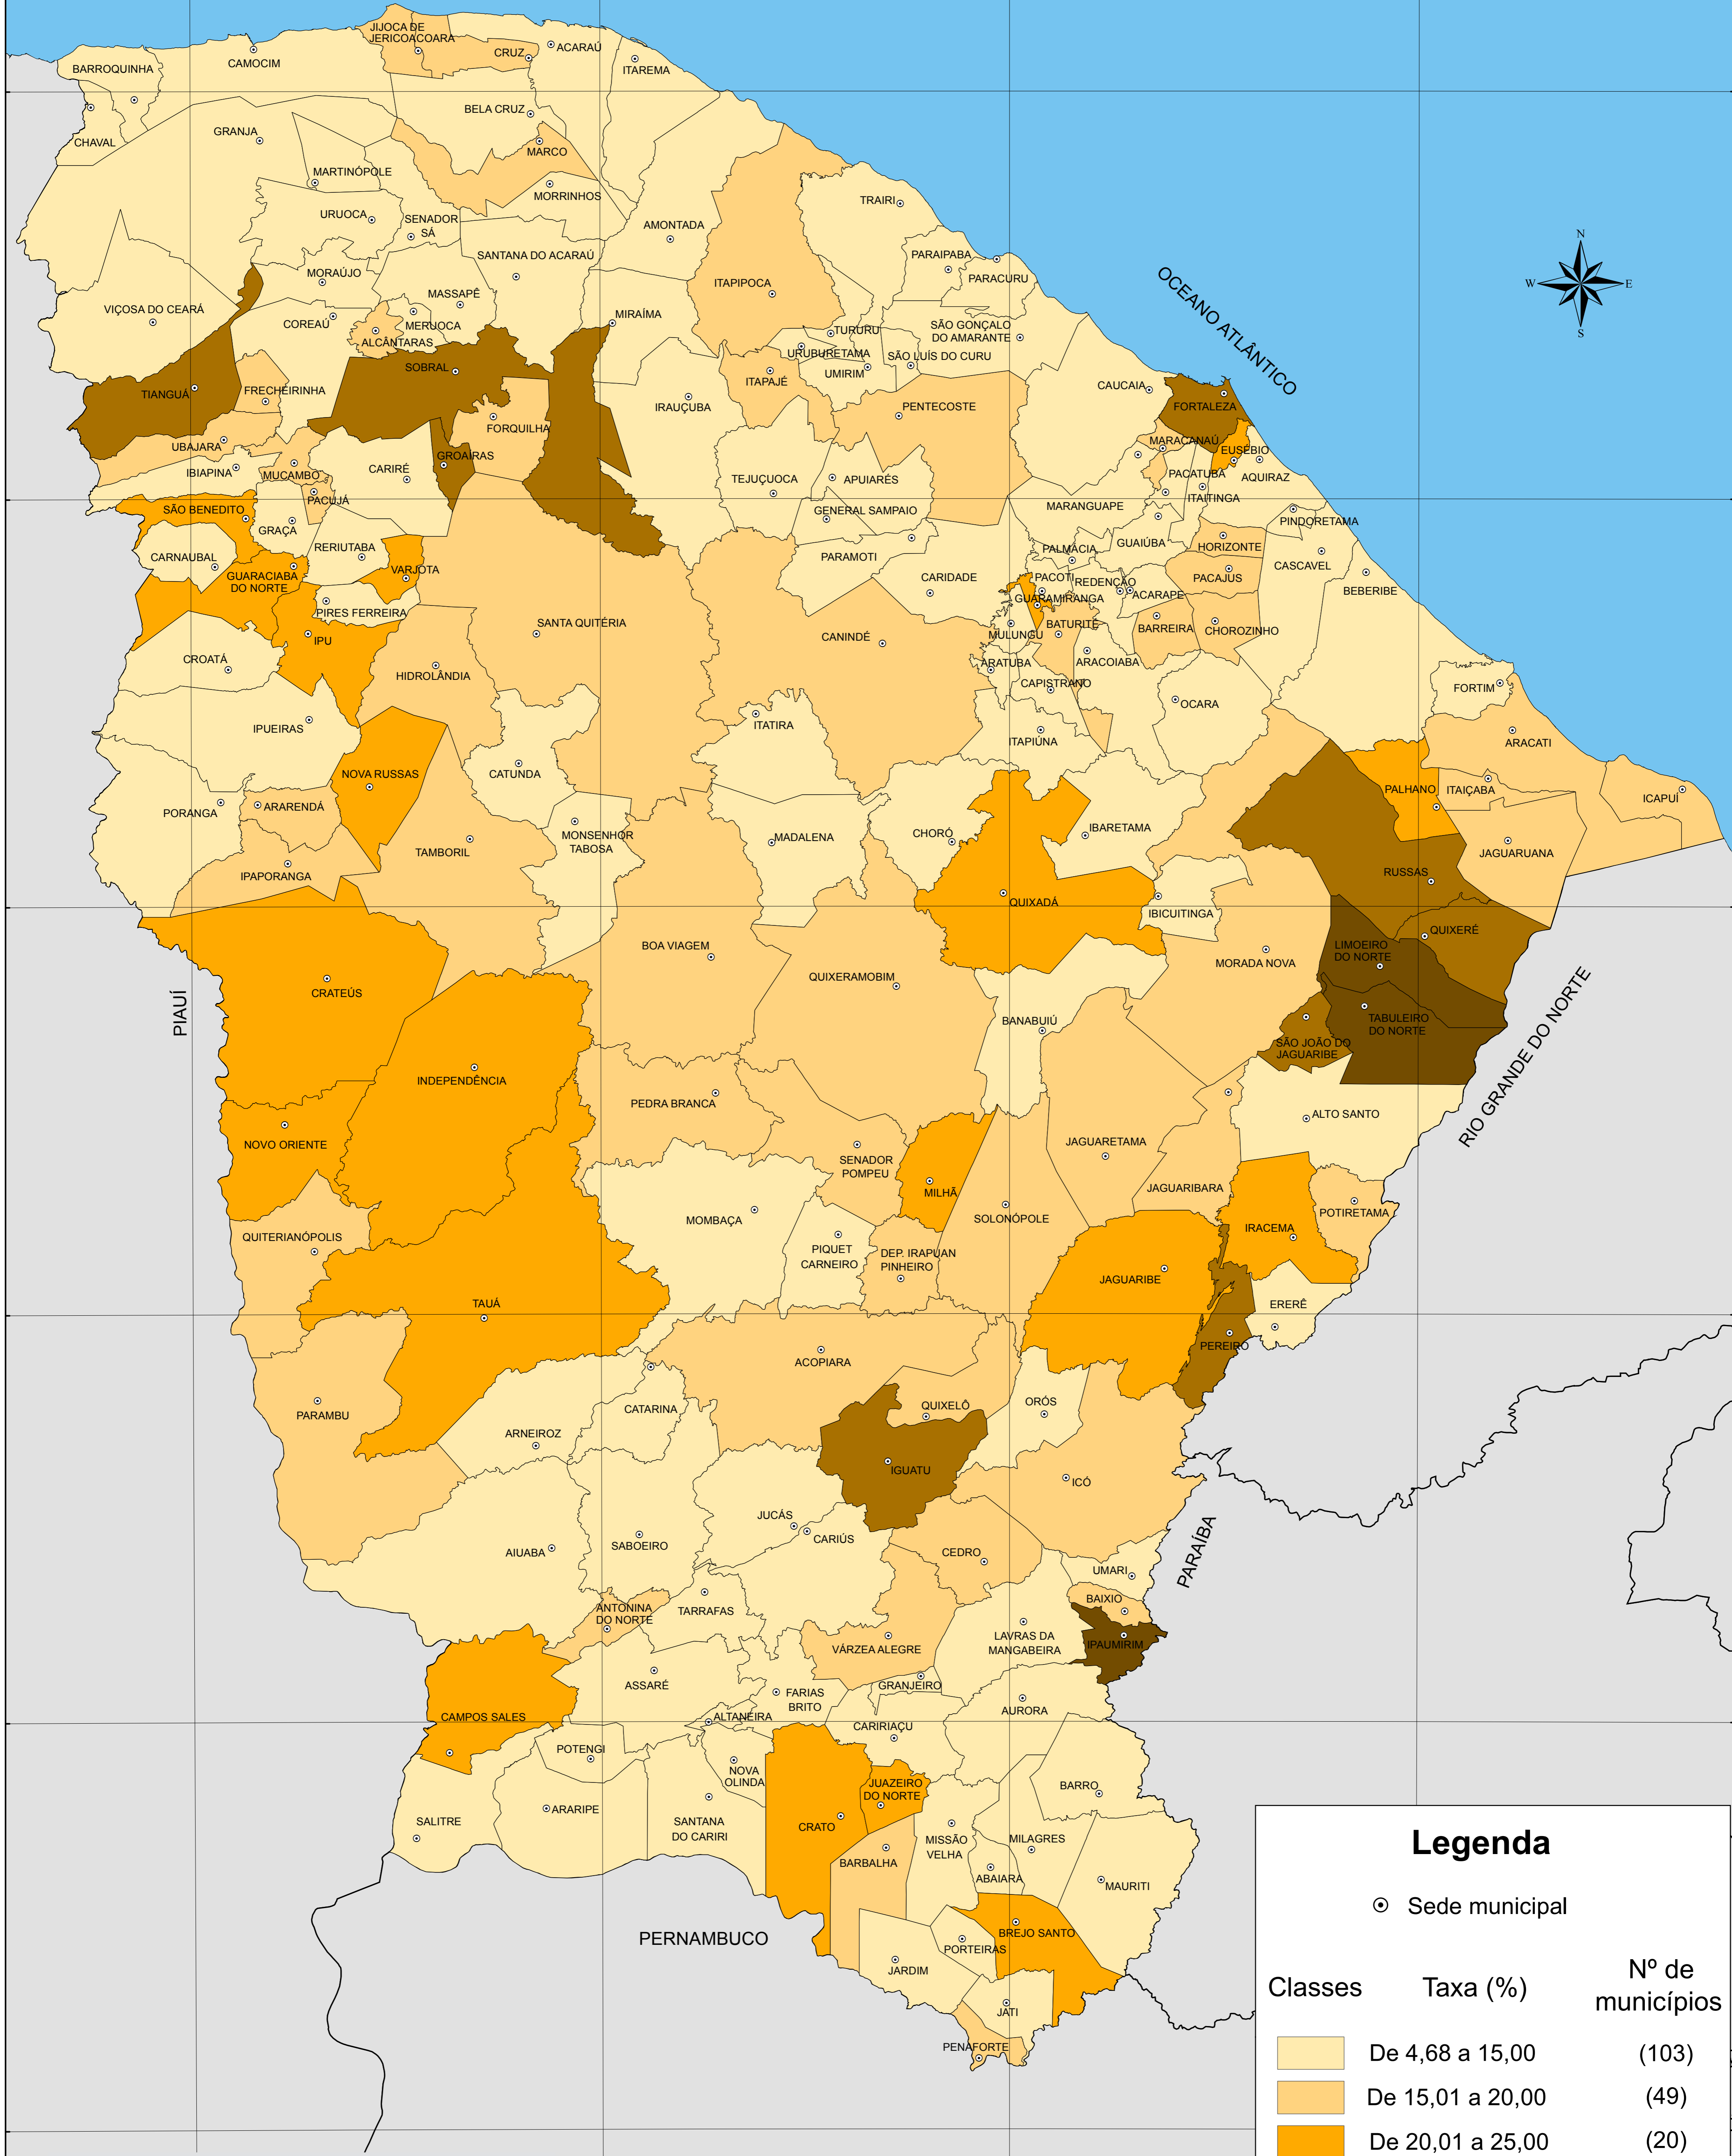 JIJOCA DE
JERICOACOARA
CRUZ
ACARAÚ
ITAREMA
BARROQUINHA
CAMOCIM
BELA CRUZ
CHAVAL
GRANJA
MARCO
MARTINÓPOLE
MORRINHOS
TRAIRI
URUOCA
SENADOR
SÁ
AMONTADA
SANTANA DO ACARAÚ
PARAIPABA
PARACURU
N
W
E
S
MORAÚJO
ITAPIPOCA
OCEANO ATLÂNTICO
MASSAPÊ
VIÇOSA DO CEARÁ
COREAÚ
MERUOCA
ALCÂNTARAS
MIRAÍMA
TURURU
SÃO GONÇALO
DO AMARANTE
URUBURETAMA
SÃO LUÍS DO CURU
UMIRIM
SOBRAL
ITAPAJÉ
CAUCAIA
TIANGUÁ
FRECHEIRINHA
IRAUÇUBA
PENTECOSTE
FORTALEZA
FORQUILHA
UBAJARA
MARACANAÚ
EUSÉBIO
GROAÍRAS
IBIAPINA
MUCAMBO
CARIRÉ
TEJUÇUOCA
APUIARÉS
PACATUBA
AQUIRAZ
PACUJÁ
ITAITINGA
SÃO BENEDITO
GENERAL SAMPAIO
MARANGUAPE
PINDORETAMA
GRAÇA
RERIUTABA
GUAIÚBA
HORIZONTE
CARNAUBAL
PARAMOTI
PALMÁCIA
CASCAVEL
GUARACIABA
DO NORTE
VARJOTA
CARIDADE
PACOTI
REDENÇÃO
PACAJUS
BEBERIBE
ACARAPE
GUARAMIRANGA
PIRES FERREIRA
SANTA QUITÉRIA
BATURITÉ
BARREIRA
CHOROZINHO
IPU
CANINDÉ
MULUNGU
CROATÁ
HIDROLÂNDIA
ARATUBA
ARACOIABA
CAPISTRANO
FORTIM
OCARA
IPUEIRAS
ITATIRA
ITAPIÚNA
ARACATI
NOVA RUSSAS
CATUNDA
PALHANO
ITAIÇABA
ICAPUÍ
PORANGA
ARARENDÁ
MONSENHOR
TABOSA
MADALENA
CHORÓ
IBARETAMA
TAMBORIL
JAGUARUANA
IPAPORANGA
RUSSAS
QUIXADÁ
IBICUITINGA
QUIXERÉ
BOA VIAGEM
LIMOEIRO
DO NORTE
MORADA NOVA
QUIXERAMOBIM
CRATEÚS
PIAUÍ
BANABUIÚ
TABULEIRO
DO NORTE
SÃO JOÃO DO
JAGUARIBE
RIO GRANDE DO NORTE
INDEPENDÊNCIA
PEDRA BRANCA
ALTO SANTO
NOVO ORIENTE
JAGUARETAMA
SENADOR
POMPEU
JAGUARIBARA
MILHÃ
POTIRETAMA
MOMBAÇA
SOLONÓPOLE
IRACEMA
QUITERIANÓPOLIS
PIQUET
CARNEIRO
DEP. IRAPUAN
PINHEIRO
JAGUARIBE
TAUÁ
ERERÊ
PEREIRO
ACOPIARA
CATARINA
QUIXELÔ
ORÓS
PARAMBU
ARNEIROZ
IGUATU
ICÓ
JUCÁS
CARIÚS
PARAÍBA
SABOEIRO
AIUABA
CEDRO
UMARI
BAIXIO
ANTONINA
DO NORTE
TARRAFAS
VÁRZEA ALEGRE
LAVRAS DA
MANGABEIRA
IPAUMIRIM
ASSARÉ
GRANJEIRO
FARIAS
BRITO
AURORA
CAMPOS SALES
ALTANEIRA
CARIRIAÇU
POTENGI
NOVA
OLINDA
JUAZEIRO
DO NORTE
BARRO
ARARIPE
SALITRE
SANTANA
DO CARIRI
CRATO
MISSÃO
VELHA
MILAGRES
BARBALHA
ABAIARA
MAURITI
PERNAMBUCO
BREJO SANTO
PORTEIRAS
JARDIM
JATI
PENAFORTE
Legenda
Sede municipal
Classes Taxa (%) Nº de
municípios
De 4,68 a 15,00 (103)
De 15,01 a 20,00 (49)
De 20,01 a 25,00 (20)